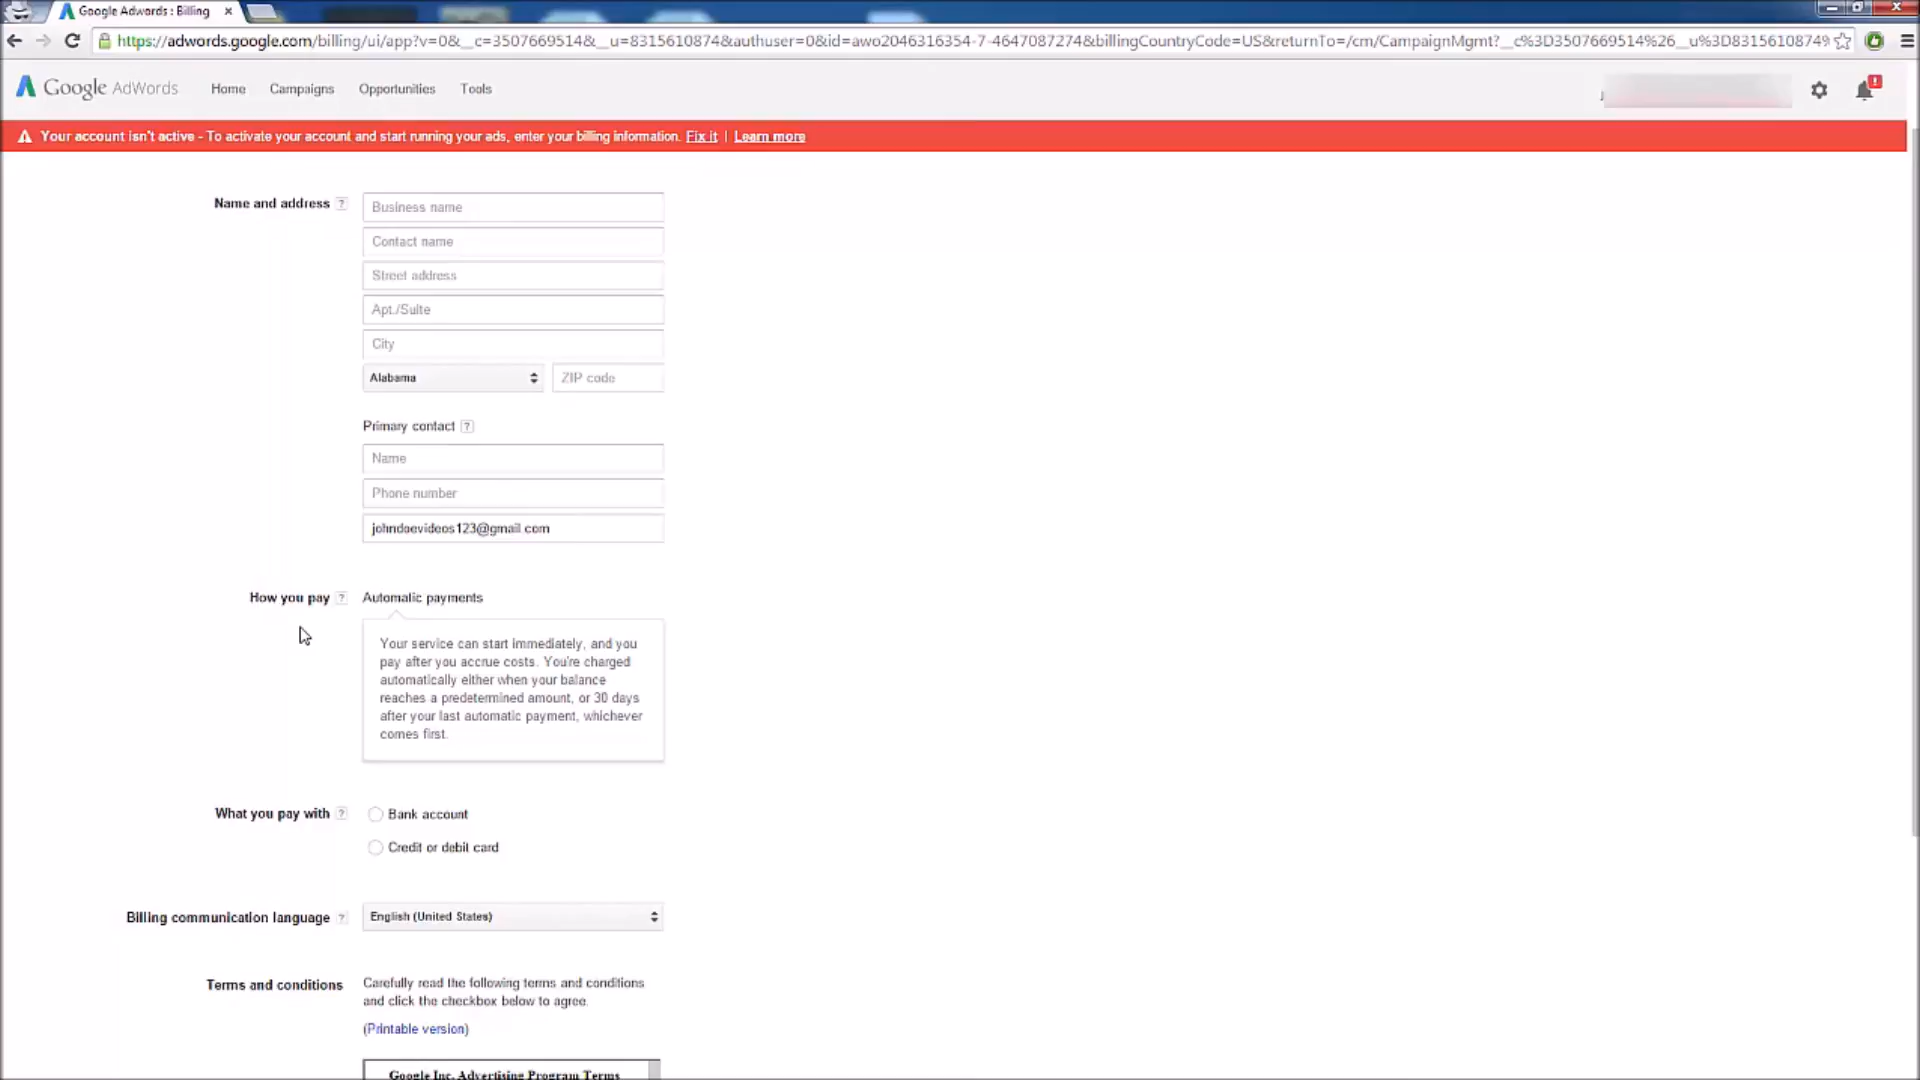 Google Adwords : Billing
https://adwords.google.com/billing/ui/app?v=0&__c=3507669514&__u=8315610874&authuser=0&id=awo2046316354-7-4647087274&billingCountryCode=US&returnTo=/cm/CampaignMgmt?__c%3D3507669514%26__u%3D8315610874%
Google AdWords Home Campaigns Opportunities Tools
Your account isn't active - To activate your account and start running your ads, enter your billing information. Fix it | Learn more
Name and address ? Business name
Contact name
Street address
Apt./Suite
City
Alabama ZIP code
Primary contact ?
Name
Phone number
johndoevideos123@gmail.com
How you pay ? Automatic payments
Your service can start immediately, and you
pay after you accrue costs. You're charged
automatically either when your balance
reaches a predetermined amount, or 30 days
after your last automatic payment, whichever
comes first.
What you pay with ? Bank account
Credit or debit card
Billing communication language ? English (United States)
Terms and conditions Carefully read the following terms and conditions
and click the checkbox below to agree.
(Printable version)
Google Inc. Advertising Program Terms